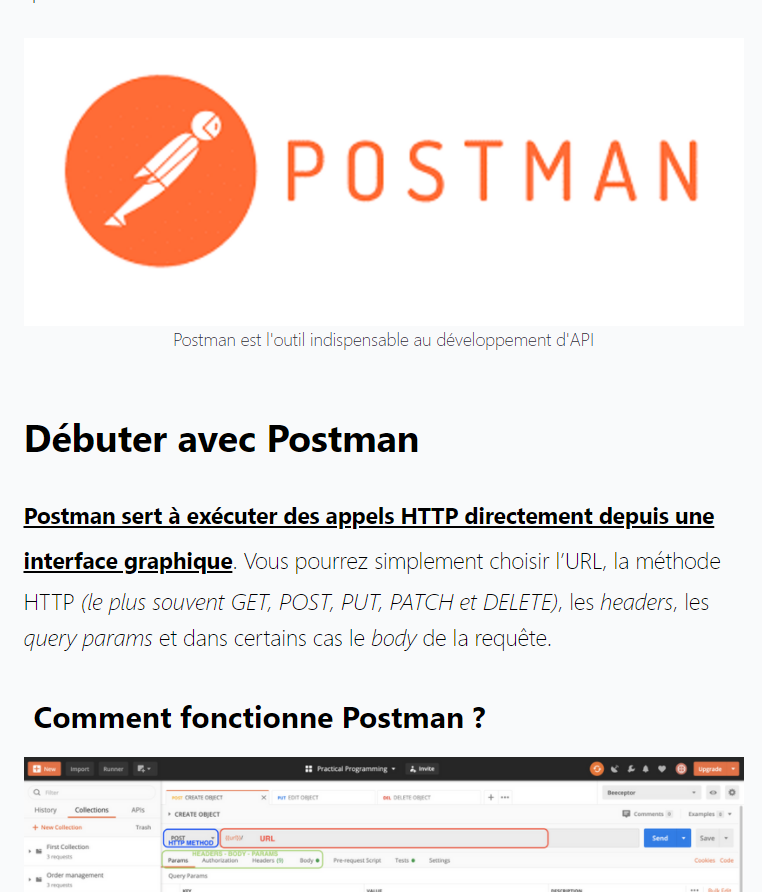 POSTMAN
Postman est l'outil indispensable au développement d'API
Débuter avec Postman
Postman sert à exécuter des appels HTTP directement depuis une
interface graphique. Vous pourrez simplement choisir l’URL, la méthode
HTTP (le plus souvent GET, POST, PUT, PATCH et DELETE), les headers, les
query params et dans certains cas le body de la requête.
Comment fonctionne Postman ?
New Import Runner Practical Programming Invite Upgrade
Filter POST CREATE OBJECT X PUT EDIT OBJECT DEL DELETE OBJECT + ••• Beeceptor
History Collections APIs CREATE OBJECT Comments 0 Examples
+ New Collection Trash POST HTTP METHOD URL Send Save
First Collection HEADERS - BODY - PARAMS
3 requests Params Authorization Headers (9) Body Pre-request Script Tests Settings Cookies Code
Order management Query Params
3 requests KEY VALUE DESCRIPTION ••• Bulk Edit